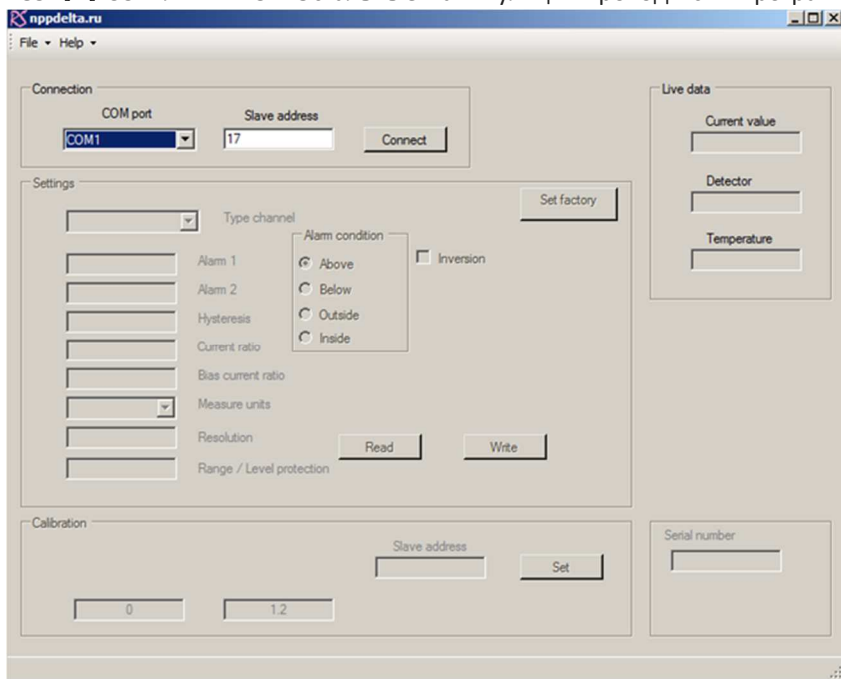 nppdelta.ru
File Help
Connection
COM port
Slave address
COM1
17
Connect
Live data
Current value
Detector
Temperature
Settings
Set factory
Type channel
Alarm condition
Alarm 1
Above
Inversion
Alarm 2
Below
Hysteresis
Outside
Current ratio
Inside
Bias current ratio
Measure units
Resolution
Read
Write
Range / Level protection
Calibration
Slave address
Set
0
1.2
Serial number